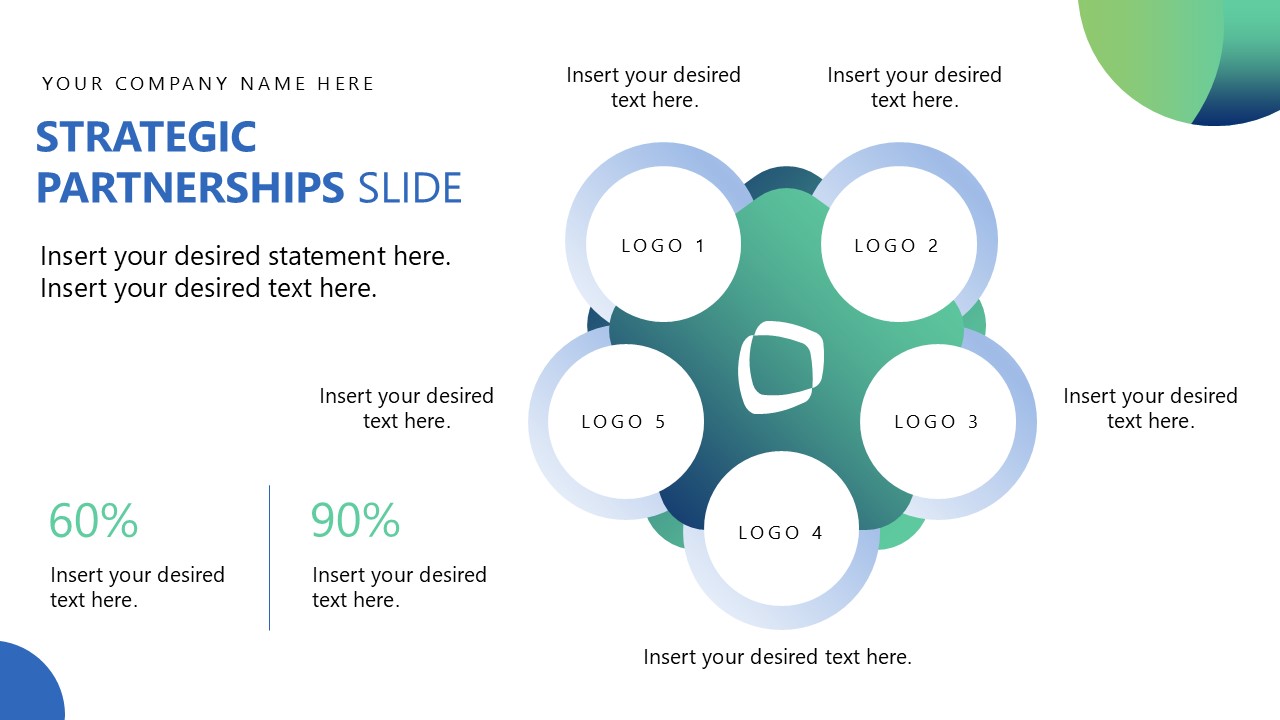 YOUR COMPANY NAME HERE
STRATEGIC
PARTNERSHIPS SLIDE
Insert your desired statement here.
Insert your desired text here.
60%
Insert your desired
text here.
90%
Insert your desired
text here.
Insert your desired
text here.
LOGO 1
Insert your desired
text here.
LOGO 2
Insert your desired
text here.
LOGO 3
LOGO 4
Insert your desired text here.
LOGO 5
Insert your desired
text here.